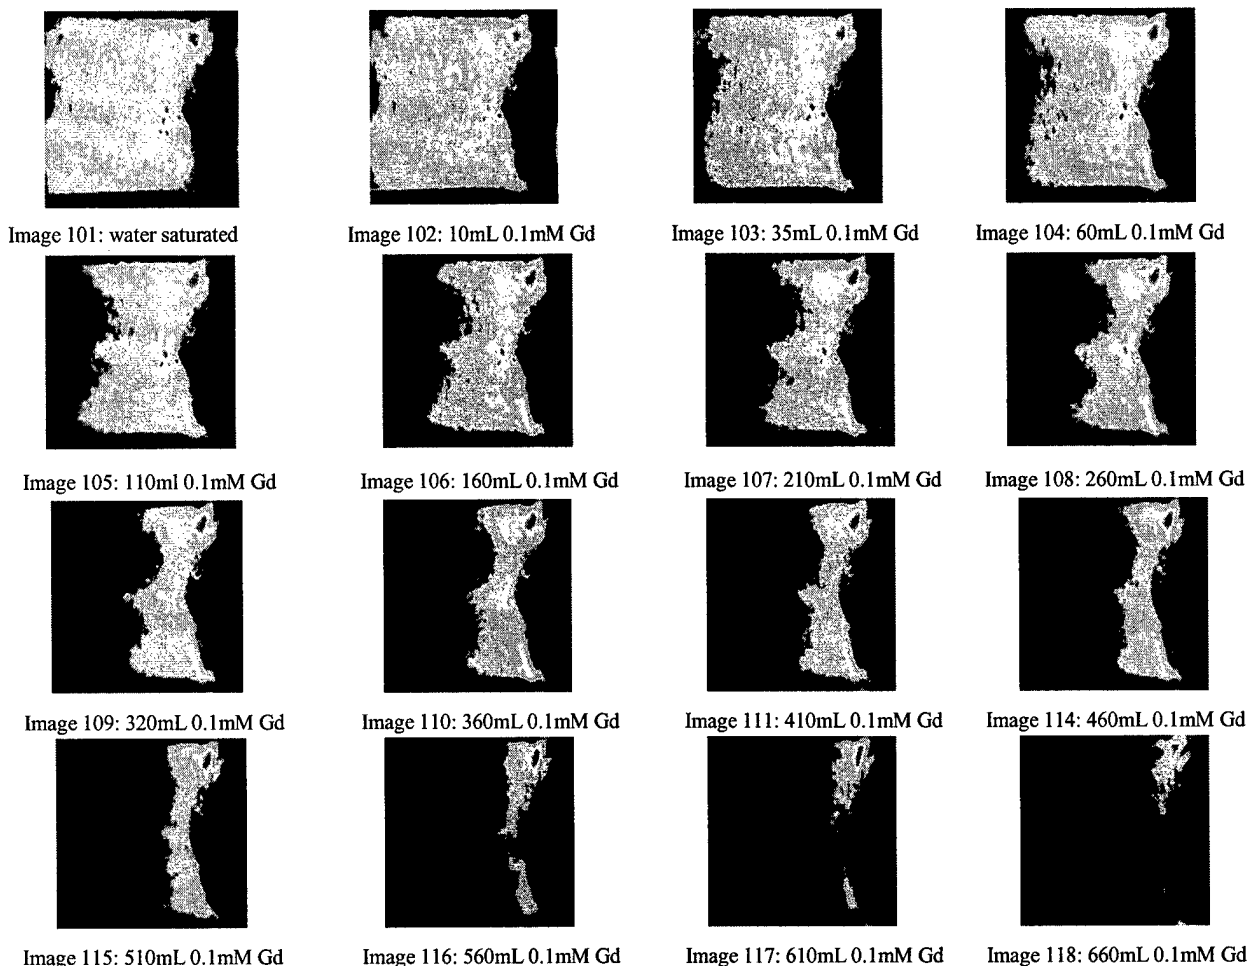 Image 101: water saturated
Image 102: 10mL 0.1mM Gd
Image 103: 35mL 0.1mM Gd
Image 104: 60mL 0.1mM Gd
Image 105: 110ml 0.1mM Gd
Image 106: 160mL 0.1mM Gd
Image 107: 210mL 0.1mM Gd
Image 108: 260mL 0.1mM Gd
Image 109: 320mL 0.1mM Gd
Image 110: 360mL 0.1mM Gd
Image 111: 410mL 0.1mM Gd
Image 114: 460mL 0.1mM Gd
Image 115: 510mL 0.1mM Gd
Image 116: 560mL 0.1mM Gd
Image 117: 610mL 0.1mM Gd
Image 118: 660mL 0.1mM Gd